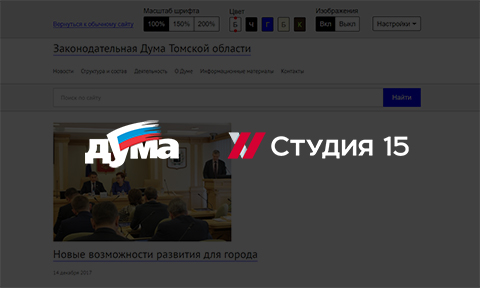 Масштаб шрифта
Цвет
Изображения
Вернуться к обычному сайту
100% 150% 200%
Б Ч Г Б К
Вкл Выкл
Настройки
Законодательная Дума Томской области
Новости Структура и состав Деятельность О Думе Информационные материалы Контакты
Поиск по сайту
Найти
дума
Студия 15
Новые возможности развития для города
14 декабря 2017